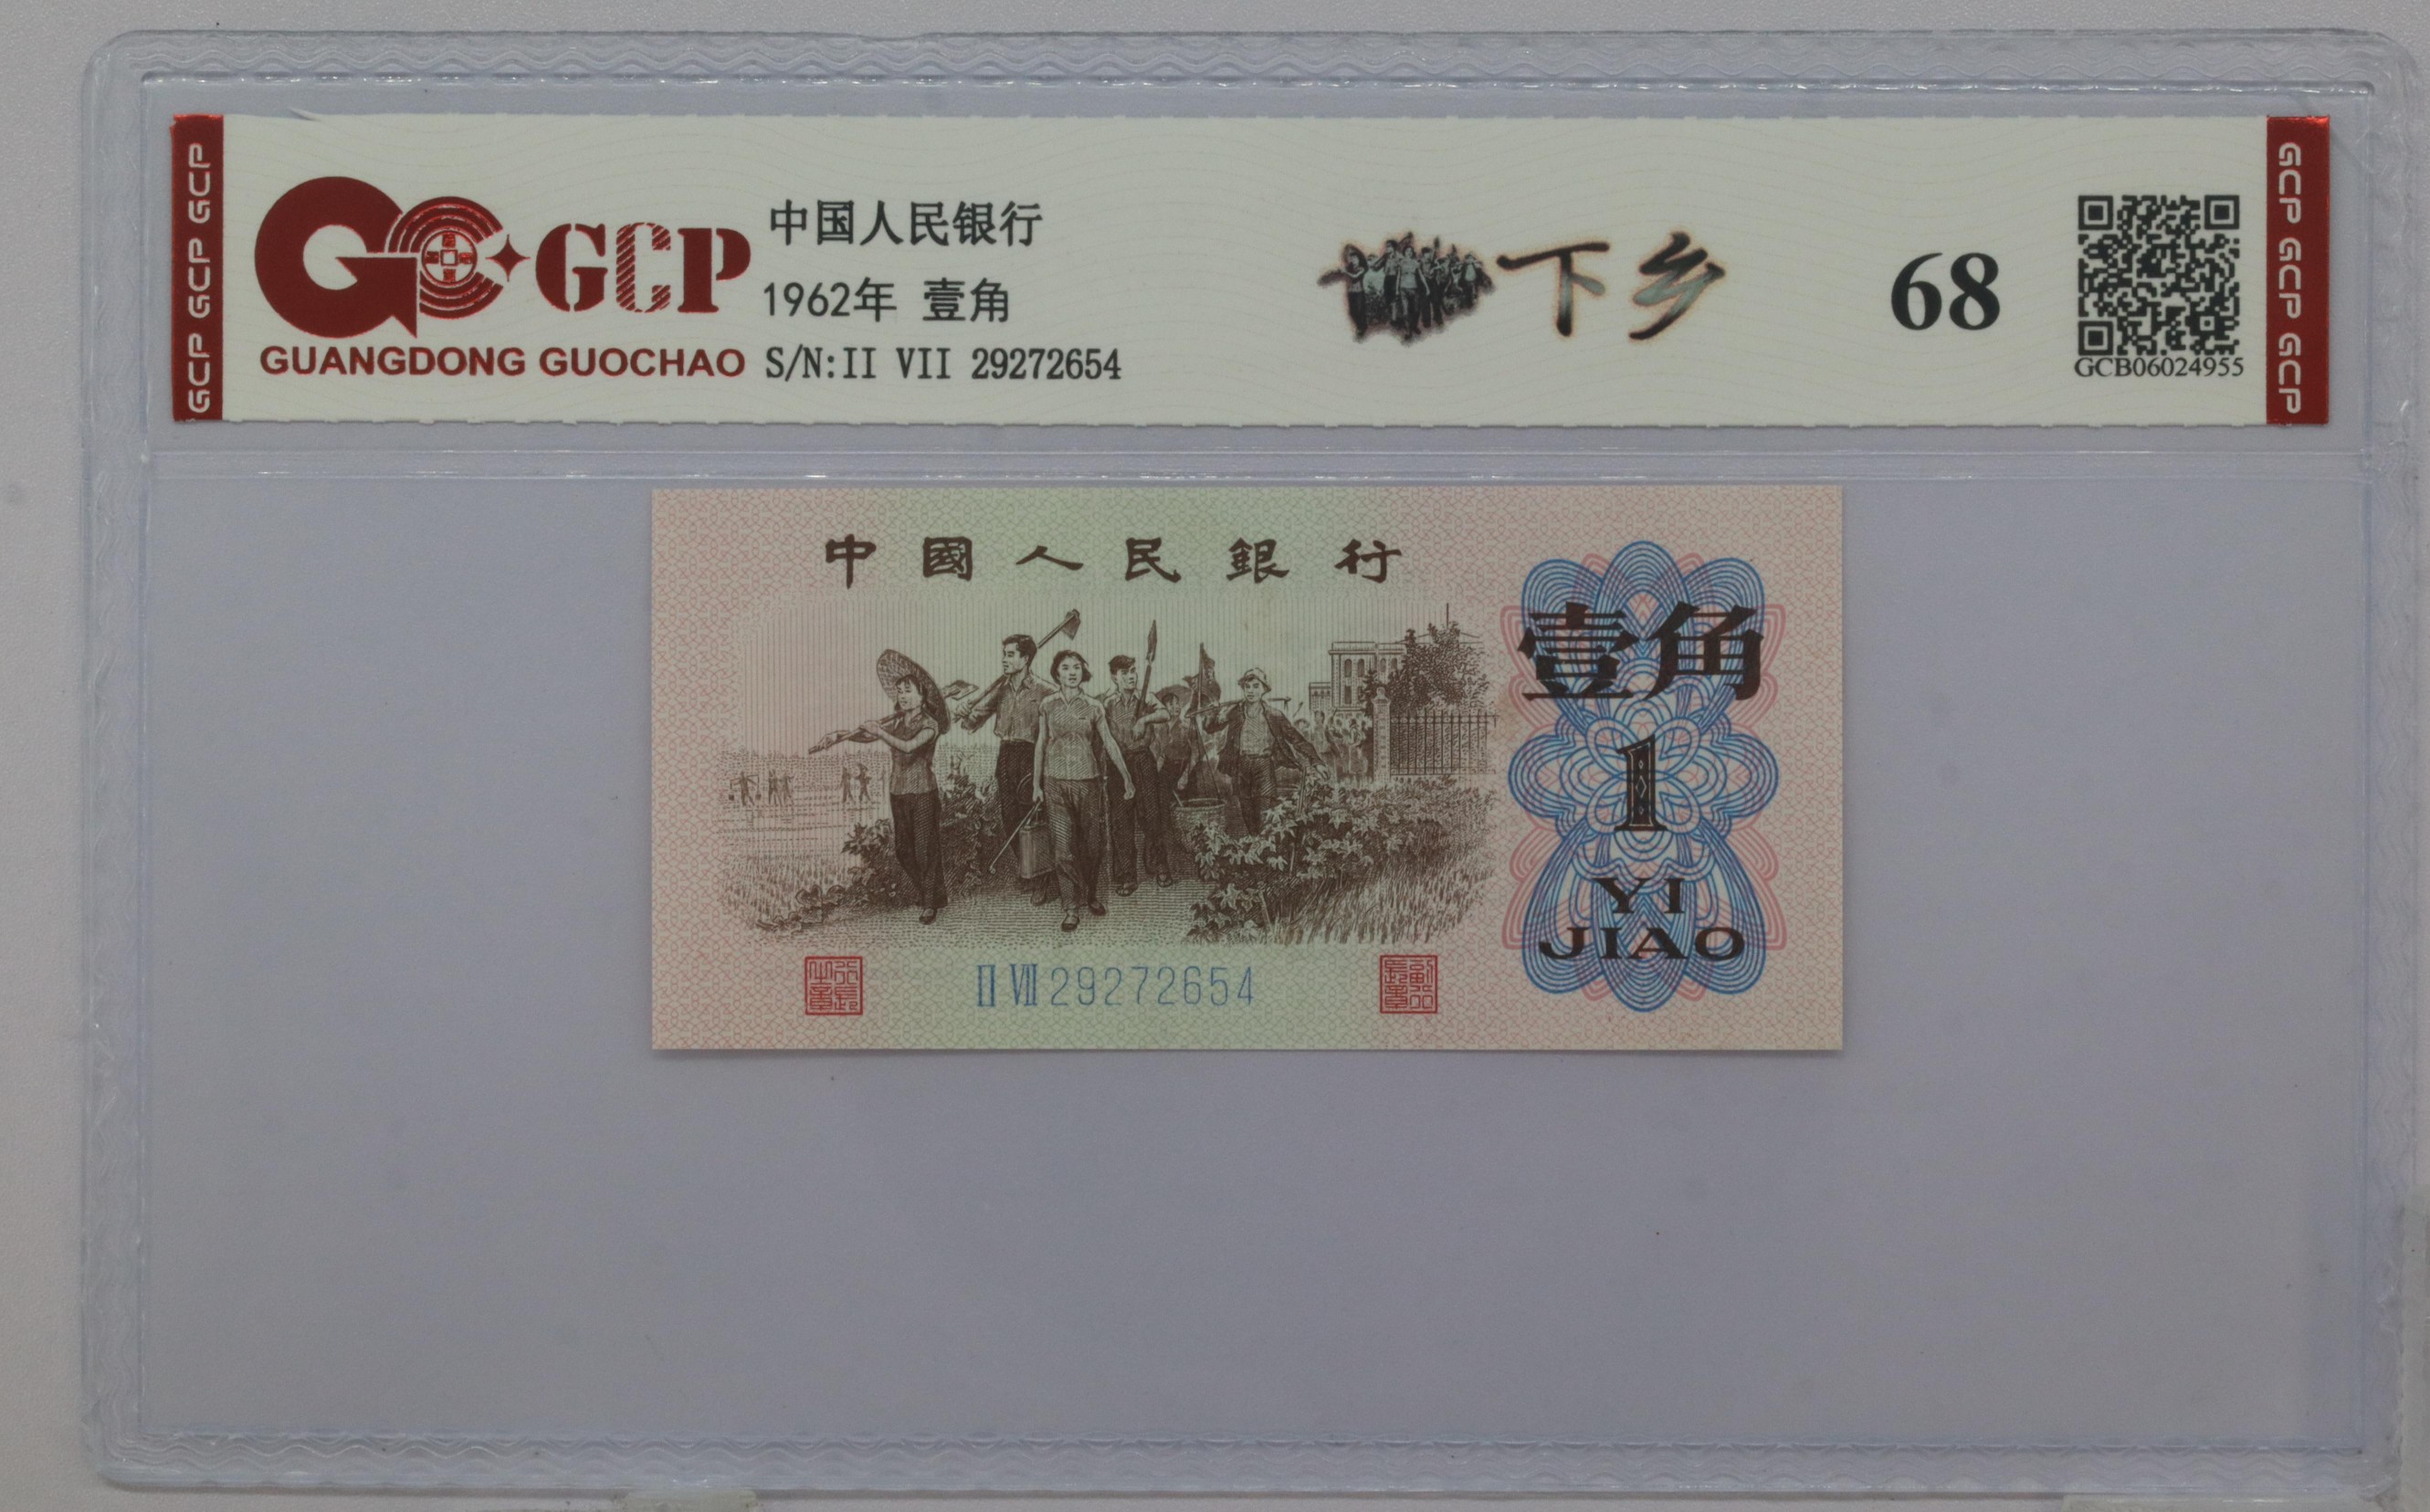 GCP GCP GCP
GCP
GUANGDONG GUOCHAO
中国人民银行
1962年 壹角
S/N:II VII 29272654
下乡
68
GCB06024955
GCP GCP GCP
中國人民銀行
壹角
1
YI
JIAO
II VII 29272654